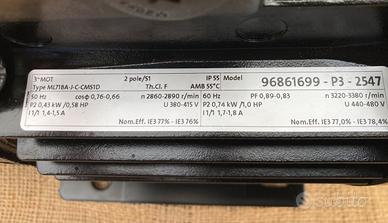 3~MOT 2 pole/S1 IP 55 Model 96861699 - P3 - 2547
Type ML71BA-J-C-CM51D Th.Cl. F AMB 55°C
50 Hz cosφ 0,76-0,66 n 2860-2890 r/min 60 Hz PF 0,89-0,83 n 3220-3380 r/min
P2 0,43 kW /0,58 HP U 380-415 V P2 0,74 kW /1,0 HP U 440-480 V
I1/1 1,4-1,5 A I1/1 1,7-1,8 A
Nom.Eff. IE3 77% - IE3 76% Nom.Eff. IE3 77,0% - IE3 78,4%
subito